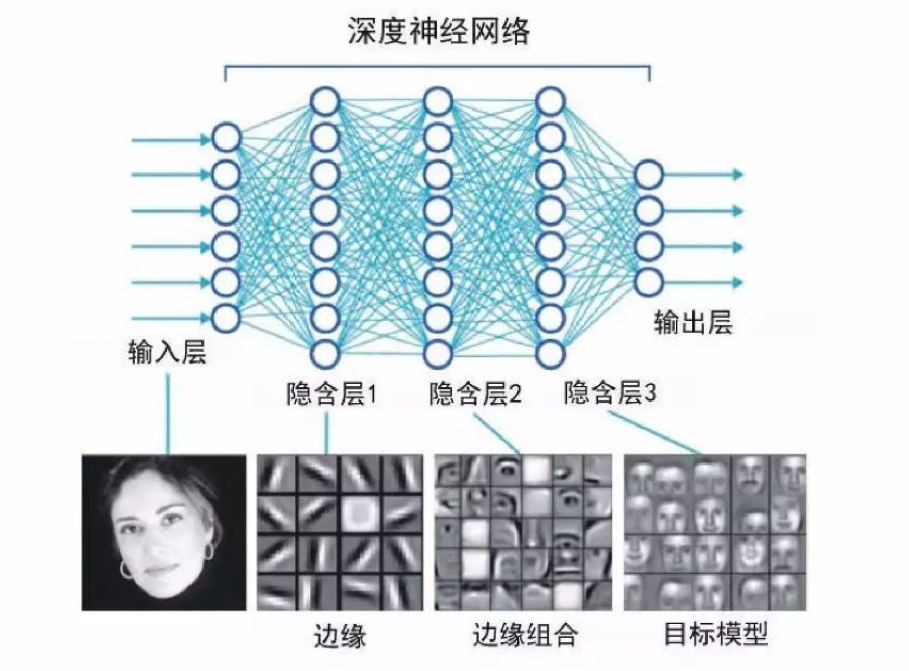 深度神经网络
输入层
输出层
隐含层1
隐含层2
隐含层3
边缘
边缘组合
目标模型